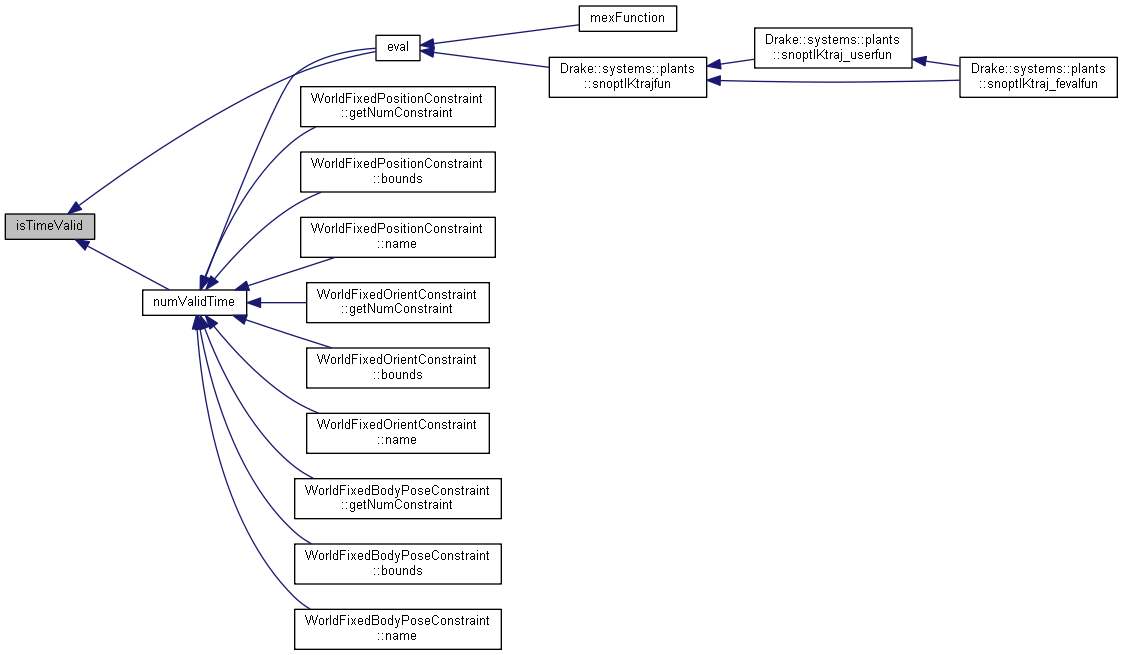 mexFunction
eval
Drake::systems::plants
::snoptIKtraj_userfun
Drake::systems::plants
::snoptIKtrajfun
Drake::systems::plants
::snoptIKtraj_fevalfun
WorldFixedPositionConstraint
::getNumConstraint
WorldFixedPositionConstraint
::bounds
isTimeValid
WorldFixedPositionConstraint
::name
numValidTime
WorldFixedOrientConstraint
::getNumConstraint
WorldFixedOrientConstraint
::bounds
WorldFixedOrientConstraint
::name
WorldFixedBodyPoseConstraint
::getNumConstraint
WorldFixedBodyPoseConstraint
::bounds
WorldFixedBodyPoseConstraint
::name